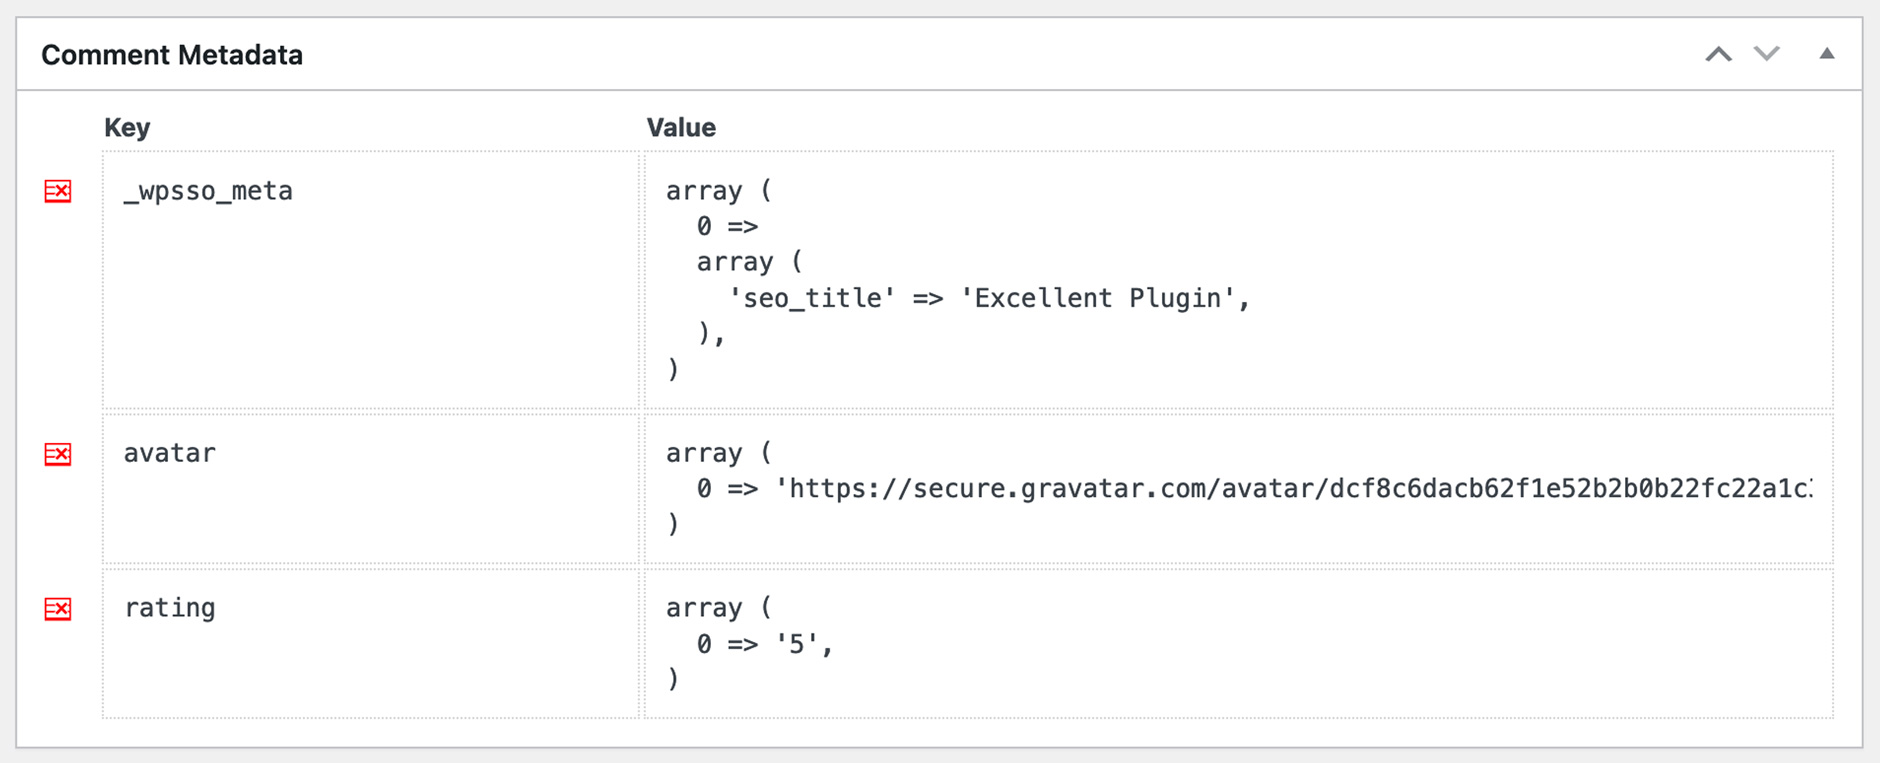 Comment Metadata
Key Value
_wpsso_meta
array (
  0 =>
  array (
    'seo_title' => 'Excellent Plugin',
  ),
)
avatar
array (
  0 => 'https://secure.gravatar.com/avatar/dcf8c6dacb62f1e52b2b0b22fc22a1c
)
rating
array (
  0 => '5',
)